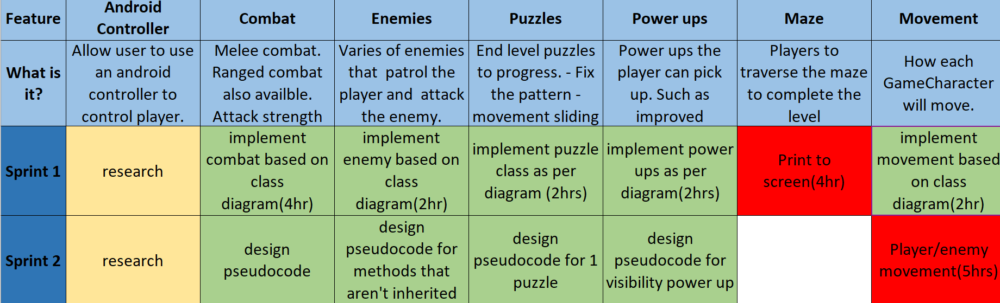 Feature
Android
Controller
Combat
Enemies
Puzzles
Power ups
Maze
Movement
What is
it?
Allow user to use
an android
controller to
control player.
Melee combat.
Ranged combat
also availble.
Attack strength
Varies of enemies
that  patrol the
player and  attack
the enemy.
End level puzzles
to progress. - Fix
the pattern -
movement sliding
Power ups the
player can pick
up. Such as
improved
Players to
traverse the maze
to complete the
level
How each
GameCharacter
will move.
Sprint 1
research
implement
combat based on
class
diagram(4hr)
implement
enemy based on
class
diagram(2hr)
implement puzzle
class as per
diagram (2hrs)
implement power
ups as per
diagram(2hrs)
Print to
screen(4hr)
implement
movement based
on class
diagram(2hr)
Sprint 2
research
design
pseudocode
design
pseudocode for
methods that
aren't inherited
design
pseudocode for 1
puzzle
design
pseudocode for
visibility power up
Player/enemy
movement(5hrs)